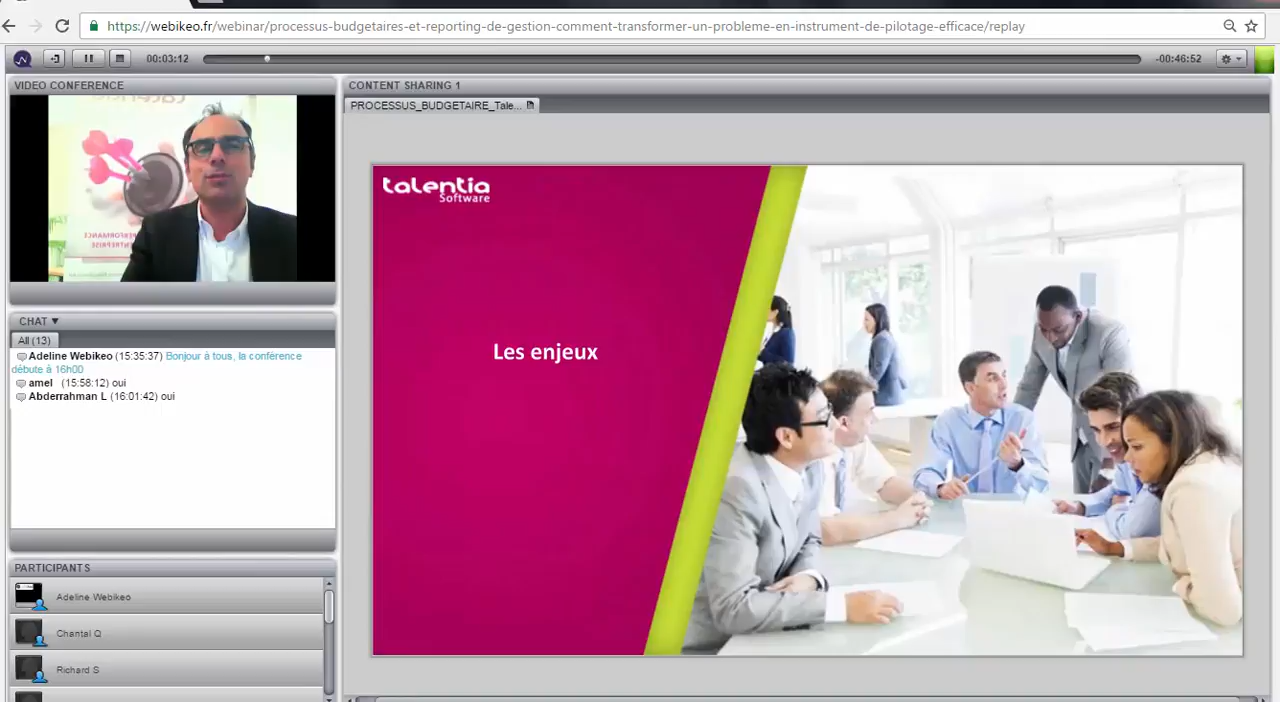 https://webikeo.fr/webinar/processus-budgetaires-et-reporting-de-gestion-comment-transformer-un-probleme-en-instrument-de-pilotage-efficace/replay
00:03:12
-00:46:52
VIDEO CONFERENCE
CONTENT SHARING 1
PROCESSUS_BUDGETAIRE_Tale...
talentia
Software
Les enjeux
CHAT
All (13)
Adeline Webikeo (15:35:37) Bonjour à tous, la conférence
débute à 16h00
amel (15:58:12) oui
Abderrahman L (16:01:42) oui
PARTICIPANTS
Adeline Webikeo
Chantal Q
Richard S